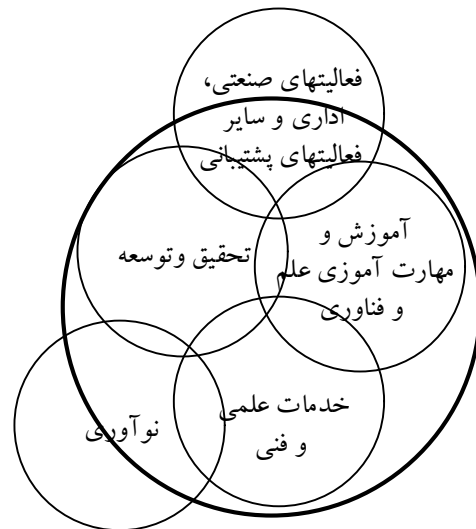 فعالیتهای صنعتی،
اداری و سایر
فعالیتهای پشتیبانی
آموزش و
مهارت آموزی علم
و فناوری
تحقیق وتوسعه
خدمات علمی
و فنی
نوآوری